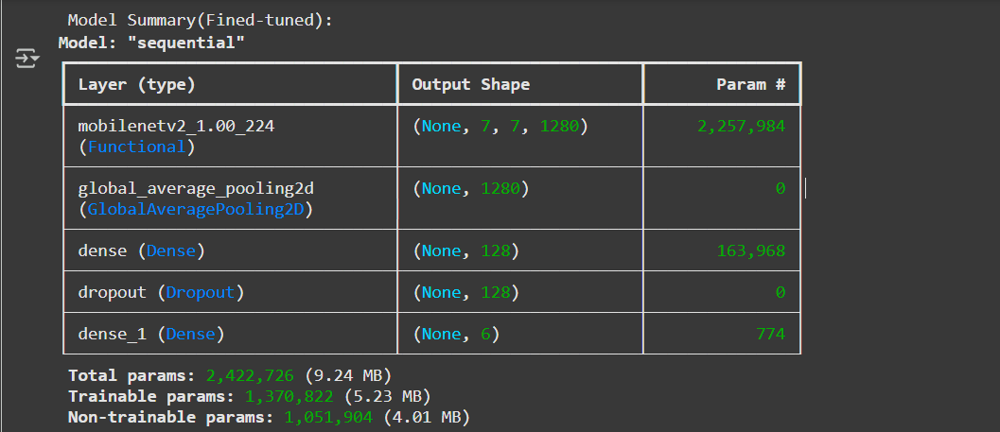 Model Summary(Fined-tuned):
Model: "sequential"
Layer (type) Output Shape Param #
mobilenetv2_1.00_224 (None, 7, 7, 1280) 2,257,984
(Functional)
global_average_pooling2d (None, 1280) 0
(GlobalAveragePooling2D)
dense (Dense) (None, 128) 163,968
dropout (Dropout) (None, 128) 0
dense_1 (Dense) (None, 6) 774
Total params: 2,422,726 (9.24 MB)
Trainable params: 1,370,822 (5.23 MB)
Non-trainable params: 1,051,904 (4.01 MB)